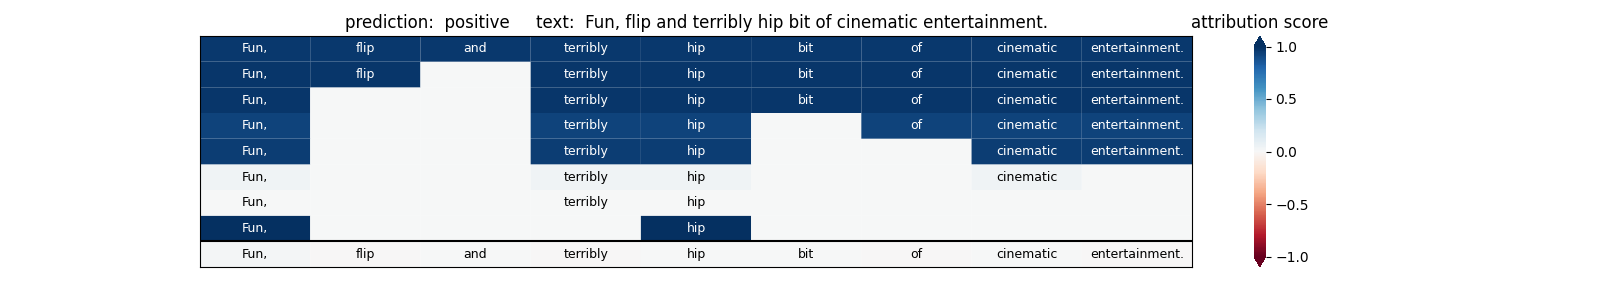 prediction:  positive     text:  Fun, flip and terribly hip bit of cinematic entertainment.
attribution score
Fun, flip and terribly hip bit of cinematic entertainment.
Fun, flip terribly hip bit of cinematic entertainment.
Fun, terribly hip bit of cinematic entertainment.
Fun, terribly hip of cinematic entertainment.
Fun, terribly hip cinematic entertainment.
Fun, terribly hip cinematic
Fun, terribly hip
Fun, hip
Fun, flip and terribly hip bit of cinematic entertainment.
1.0
0.5
0.0
−0.5
−1.0